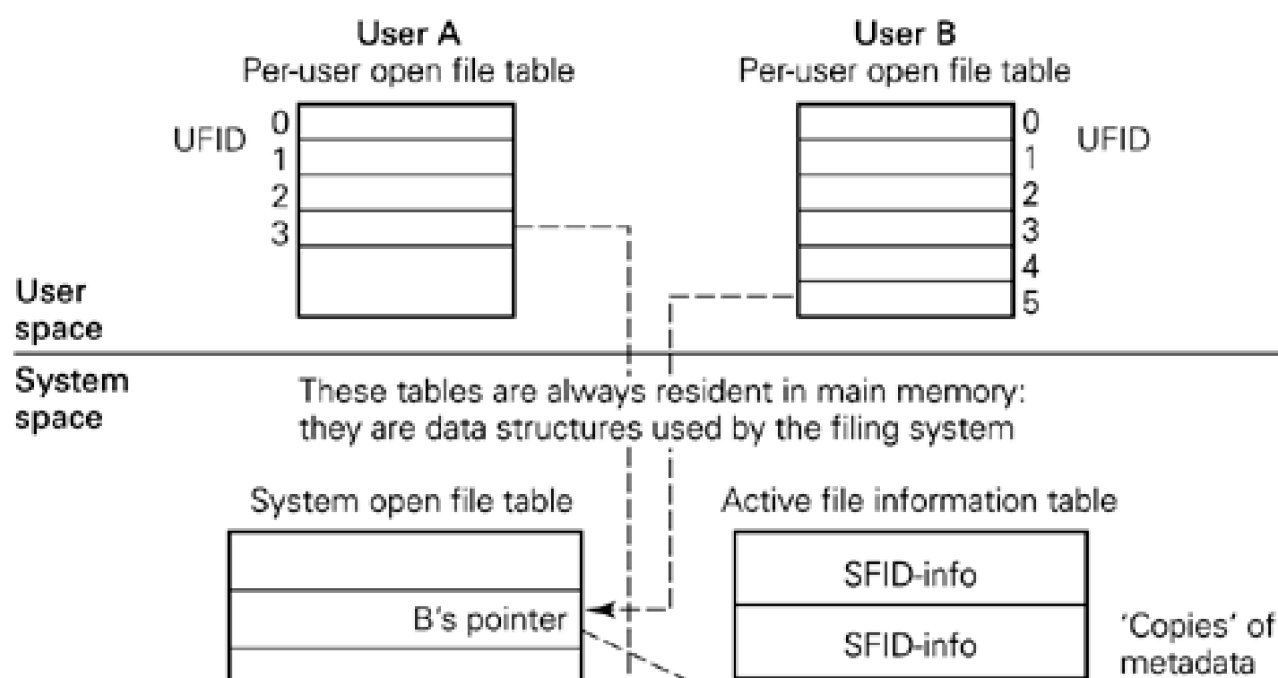 User A
Per-user open file table
User B
Per-user open file table
UFID
0
1
2
3
0
1
2
3
4
5
UFID
User
space
System
space
These tables are always resident in main memory:
they are data structures used by the filing system
System open file table
Active file information table
B's pointer
SFID-info
SFID-info
'Copies' of
metadata